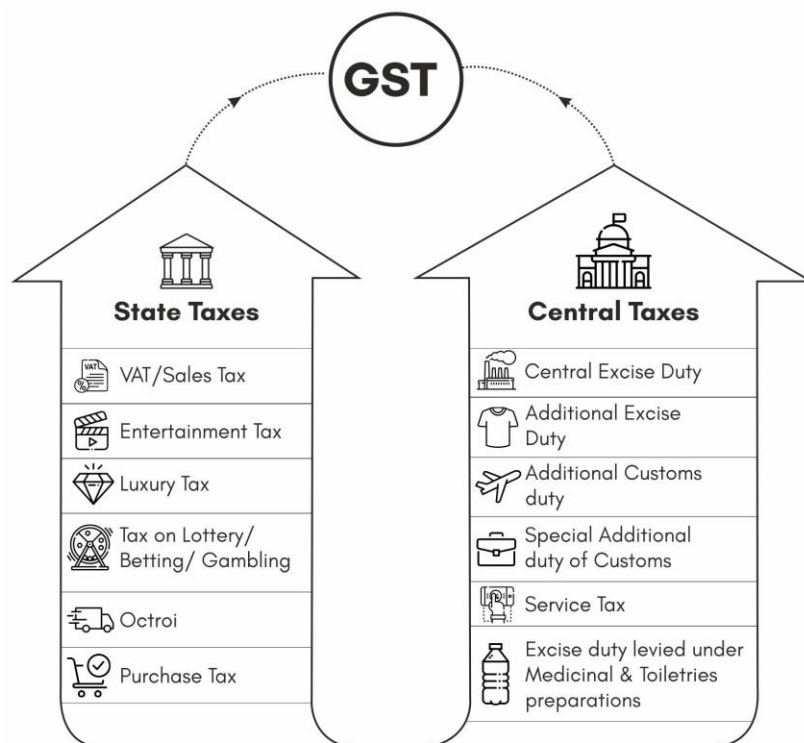 GST
State Taxes
VAT
%
VAT/Sales Tax
Entertainment Tax
Luxury Tax
Tax on Lottery/
Betting/ Gambling
Octroi
Purchase Tax
Central Taxes
Central Excise Duty
Additional Excise
Duty
Additional Customs
duty
Special Additional
duty of Customs
Service Tax
Excise duty levied under
Medicinal & Toiletries
preparations